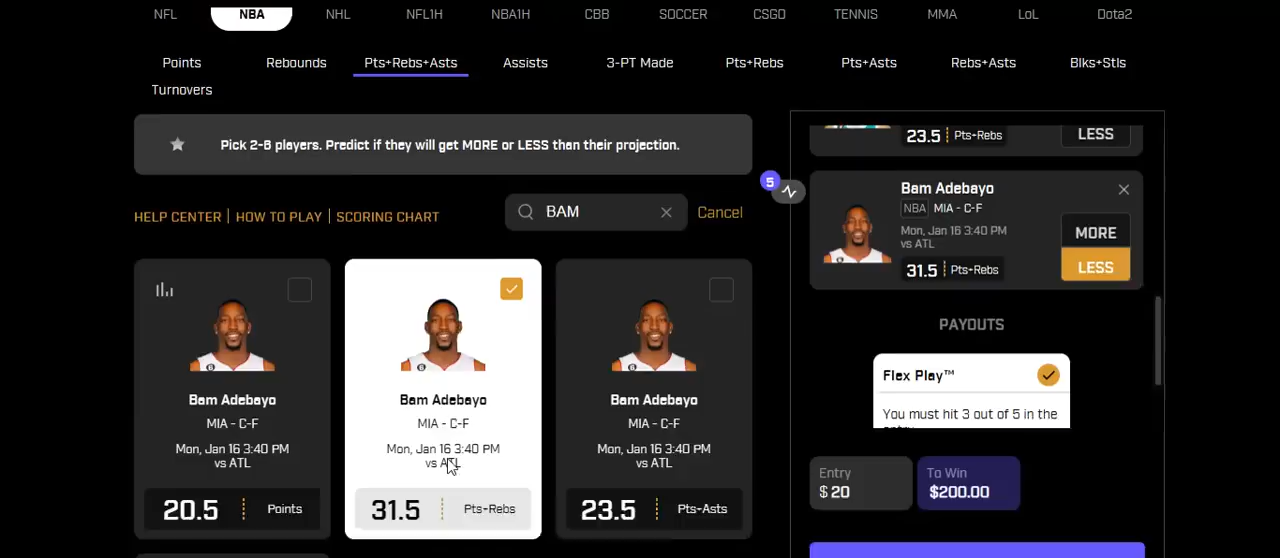 NFL NBA NHL NFL1H NBA1H CBB SOCCER CSGO TENNIS MMA LoL Dota2
Points Rebounds Pts+Rebs+Asts Assists 3-PT Made Pts+Rebs Pts+Asts Rebs+Asts Blks+Stls
Turnovers
Pick 2-6 players. Predict if they will get MORE or LESS than their projection.
HELP CENTER | HOW TO PLAY | SCORING CHART
BAM
Cancel
Bam Adebayo
MIA - C-F
Mon, Jan 16 3:40 PM
vs ATL
20.5 Points
Bam Adebayo
MIA - C-F
Mon, Jan 16 3:40 PM
vs ATL
31.5 Pts+Rebs
Bam Adebayo
MIA - C-F
Mon, Jan 16 3:40 PM
vs ATL
23.5 Pts+Asts
5
23.5 Pts+Rebs
LESS
Bam Adebayo
NBA MIA - C-F
Mon, Jan 16 3:40 PM
vs ATL
31.5 Pts+Rebs
MORE
LESS
PAYOUTS
Flex Play™
You must hit 3 out of 5 in the
Entry
$ 20
To Win
$200.00